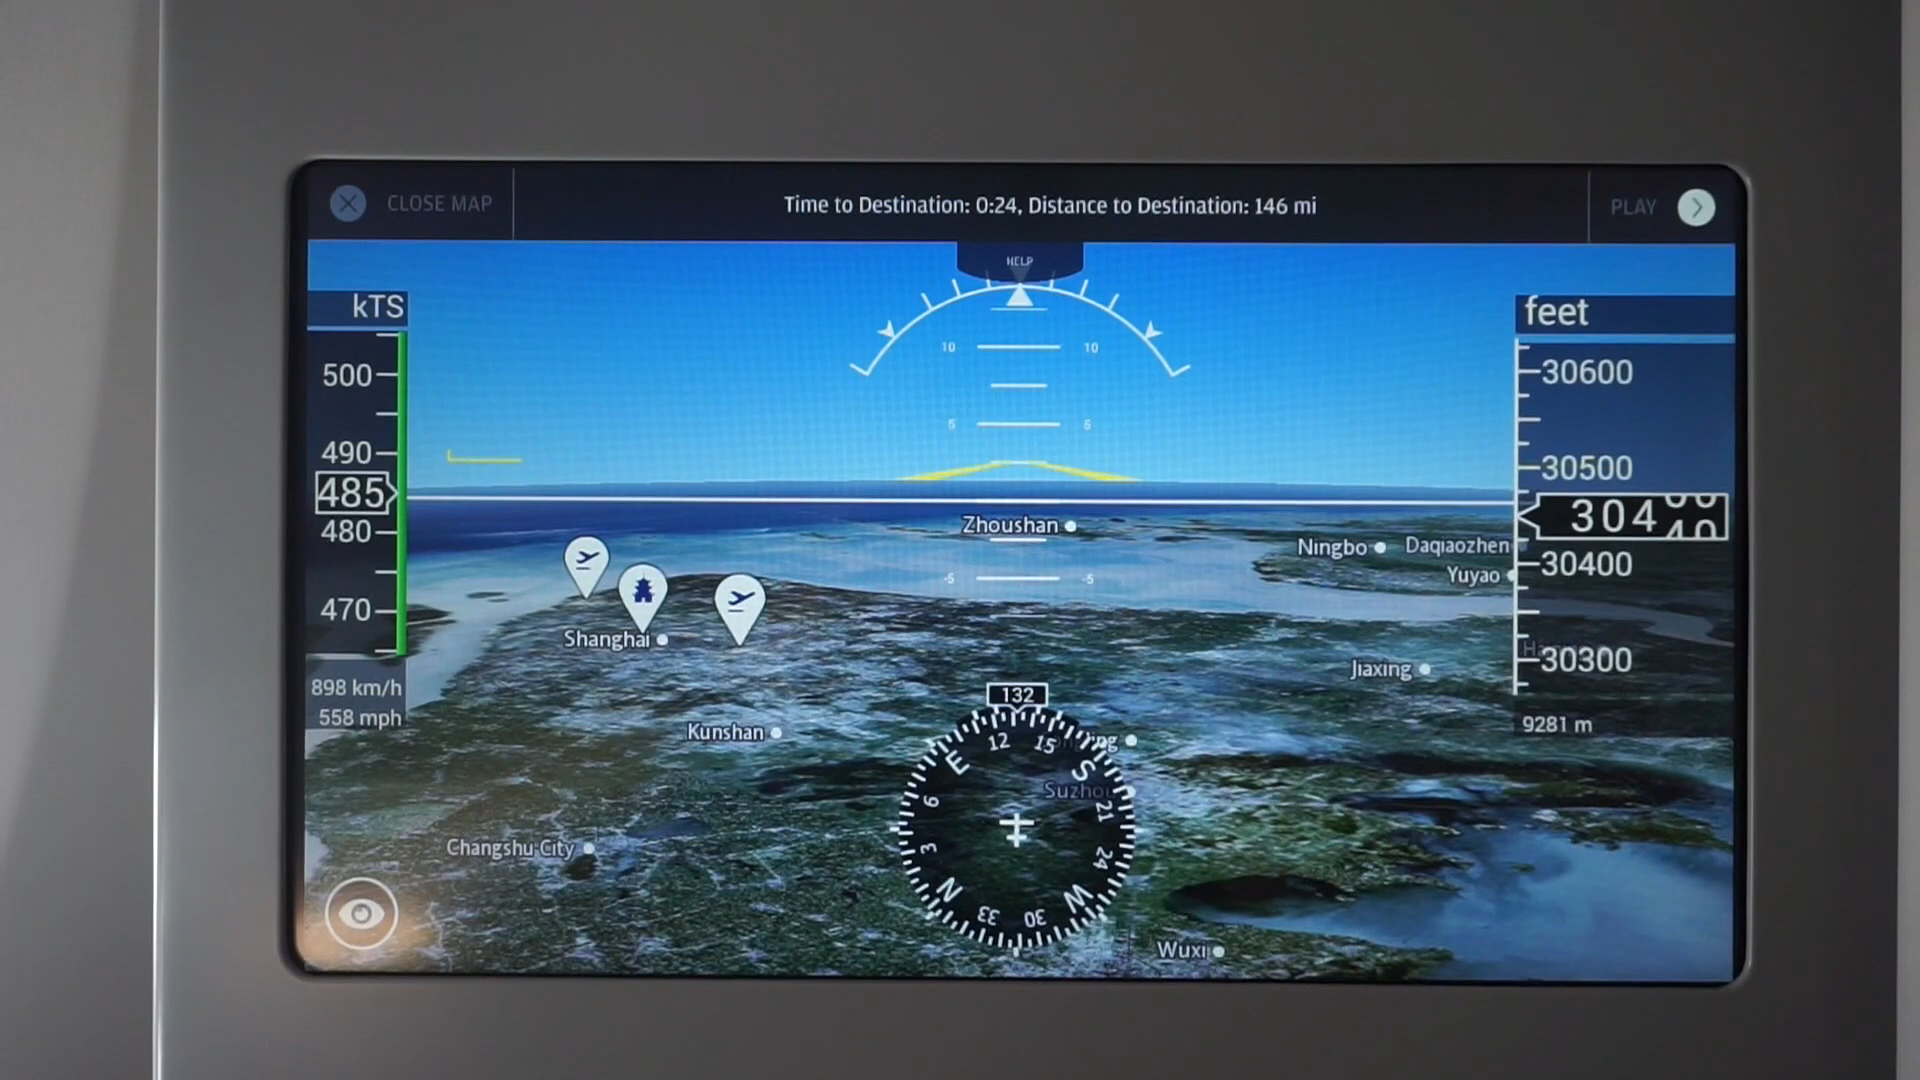 CLOSE MAP
Time to Destination: 0:24, Distance to Destination: 146 mi
PLAY
HELP
kTS
feet
500
490
485
480
470
898 km/h
558 mph
10 10
5 5
-5 -5
30600
30500
304
40
30400
30300
9281 m
Zhoushan
Ningbo
Daqiaozhen
Yuyao
Shanghai
Jiaxing
Kunshan
132
Suzhou
Changshu City
Wuxi
12
15
E
S
6
21
3
24
N
W
33
30